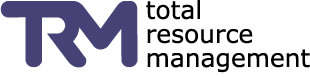 TRM total
resource
management